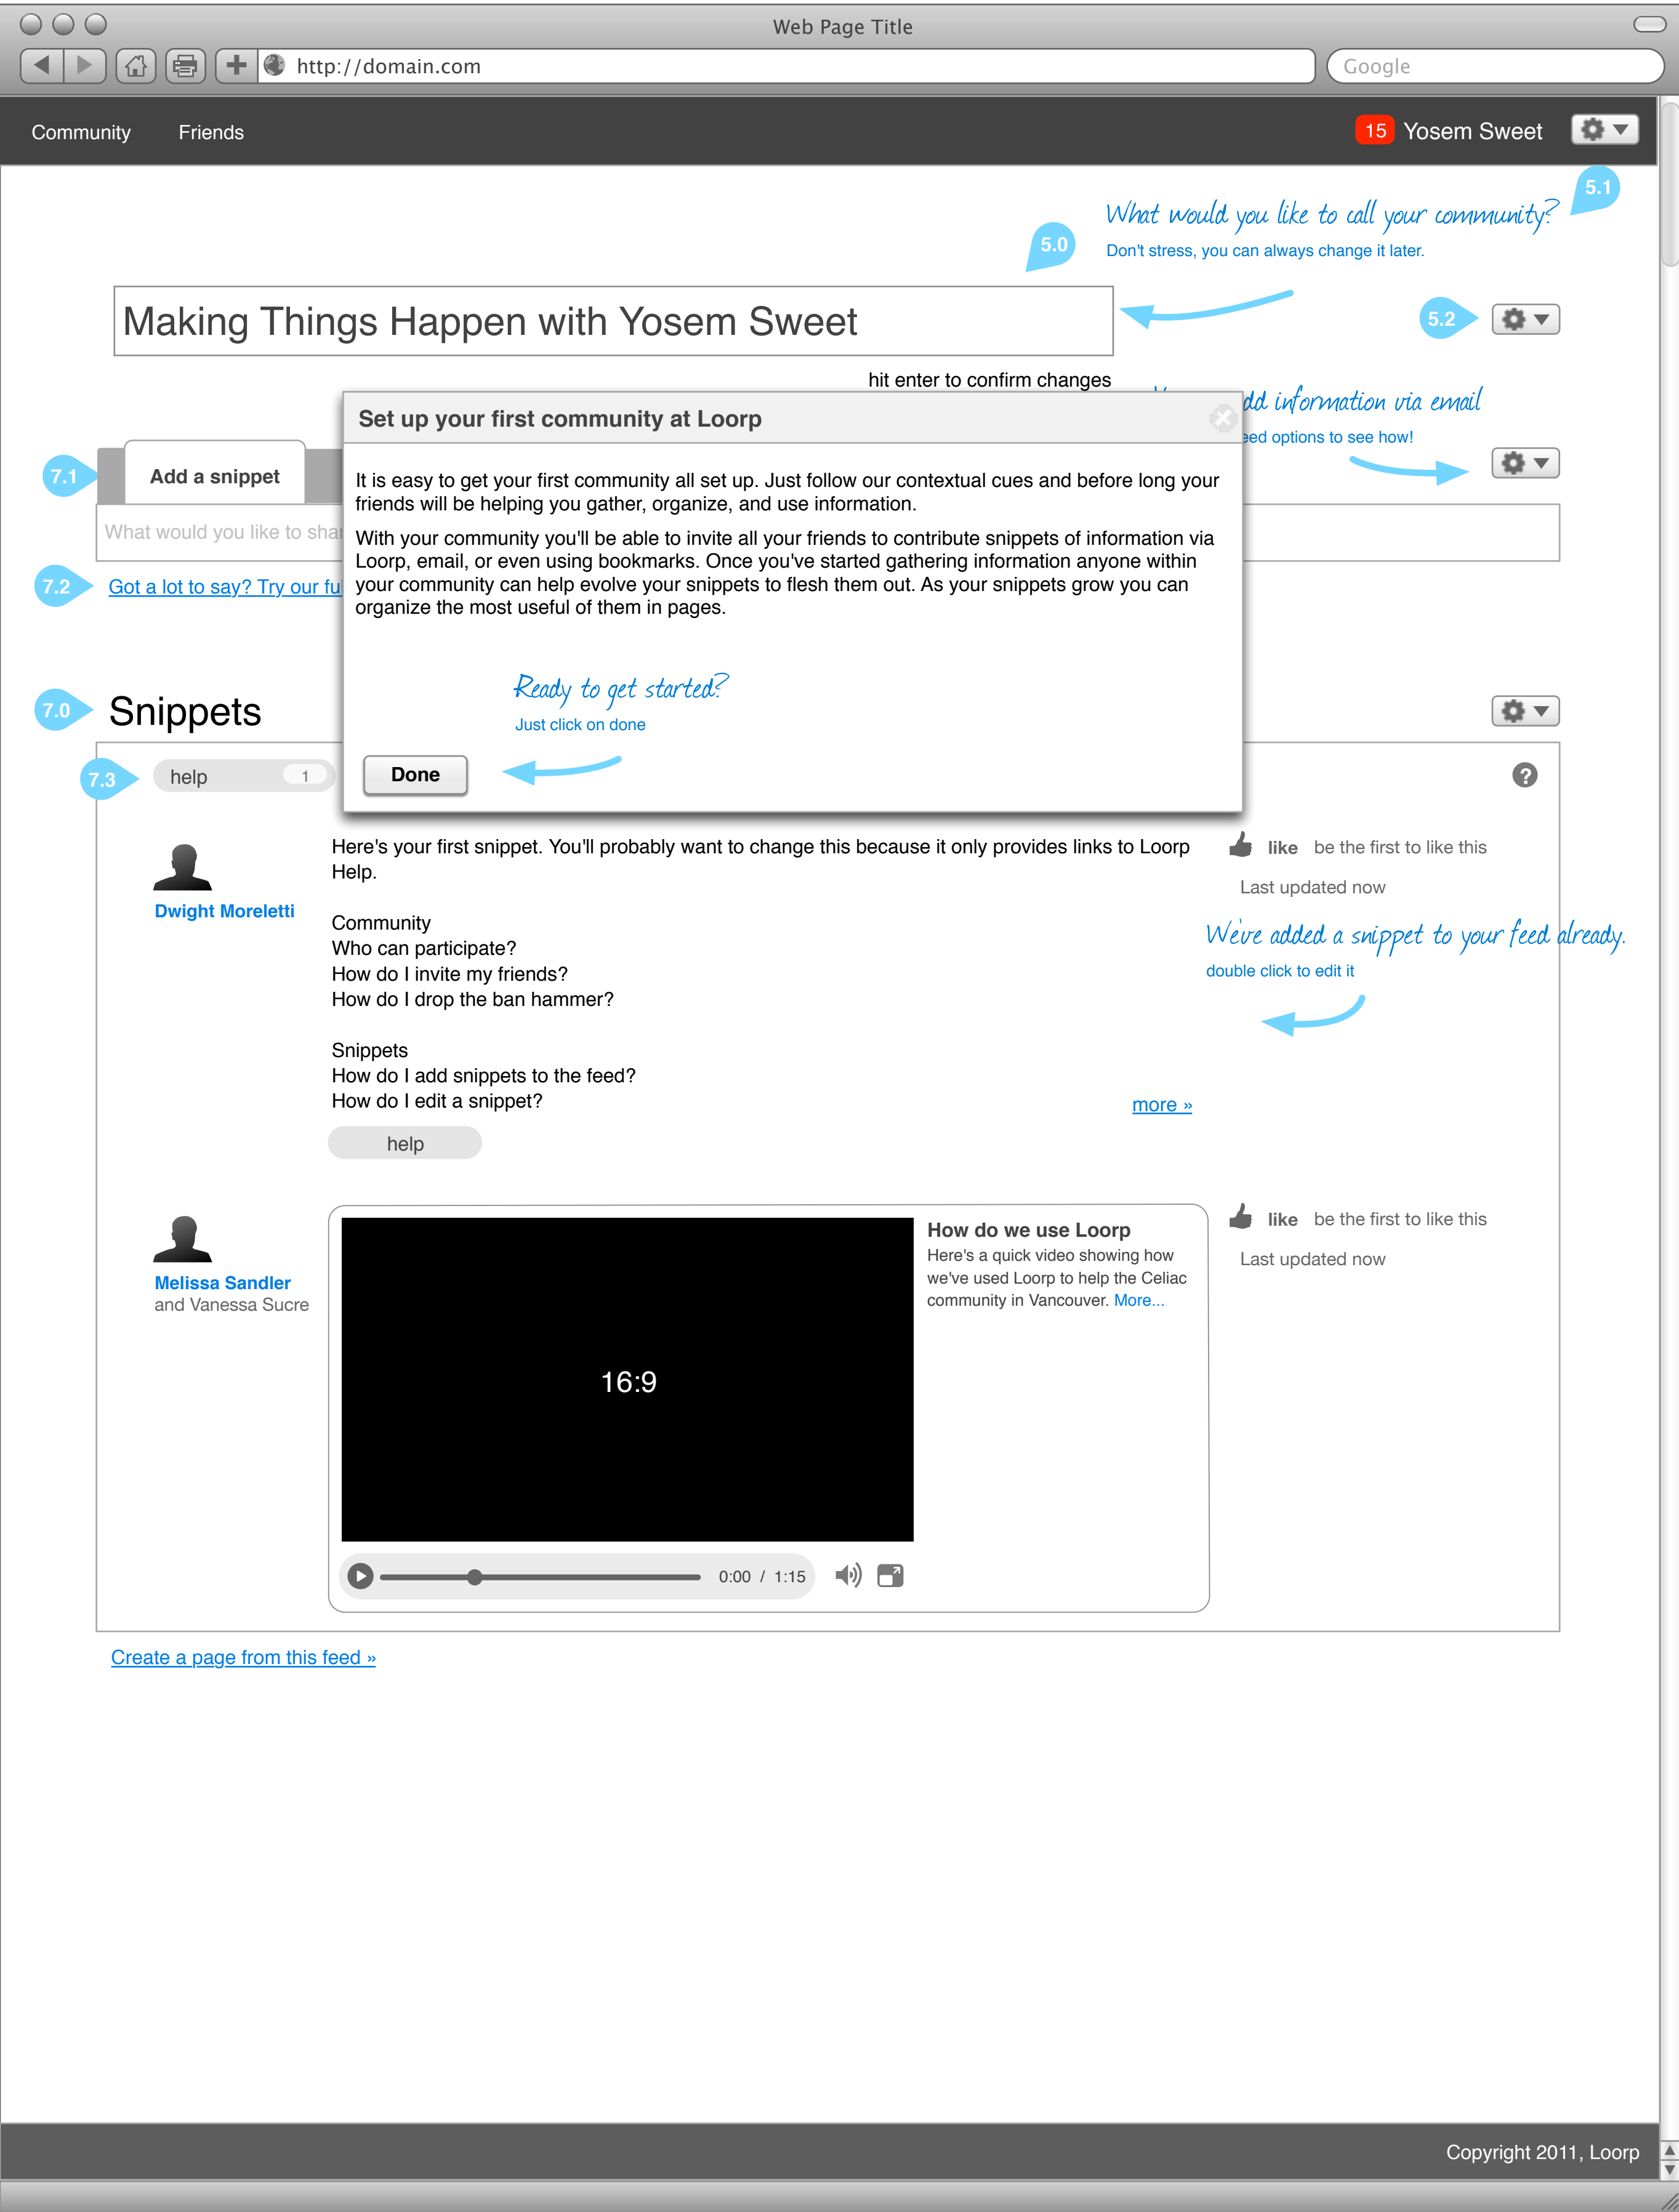 Web Page Title
http://domain.com
Google
Community Friends 15 Yosem Sweet
5.1
What would you like to call your community?
5.0
Don't stress, you can always change it later.
Making Things Happen with Yosem Sweet
5.2
hit enter to confirm changes
information via email
options to see how!
Set up your first community at Loorp
7.1
Add a snippet
It is easy to get your first community all set up. Just follow our contextual cues and before long your
friends will be helping you gather, organize, and use information.
What would you like to
With your community you'll be able to invite all your friends to contribute snippets of information via
Loorp, email, or even using bookmarks. Once you've started gathering information anyone within
your community can help evolve your snippets to flesh them out. As your snippets grow you can
organize the most useful of them in pages.
7.2
Got a lot to say? Try our
Ready to get started?
Just click on done
7.0
Snippets
Done
7.3
help 1
?
Here's your first snippet. You'll probably want to change this because it only provides links to Loorp
Help.
like be the first to like this
Last updated now
Dwight Moreletti
Community
Who can participate?
How do I invite my friends?
How do I drop the ban hammer?
We've added a snippet to your feed already.
double click to edit it
Snippets
How do I add snippets to the feed?
How do I edit a snippet?
more »
help
How do we use Loorp
Here's a quick video showing how
we've used Loorp to help the Celiac
community in Vancouver. More...
like be the first to like this
Last updated now
Melissa Sandler
and Vanessa Sucre
16:9
0:00 / 1:15
Create a page from this feed »
Copyright 2011, Loorp